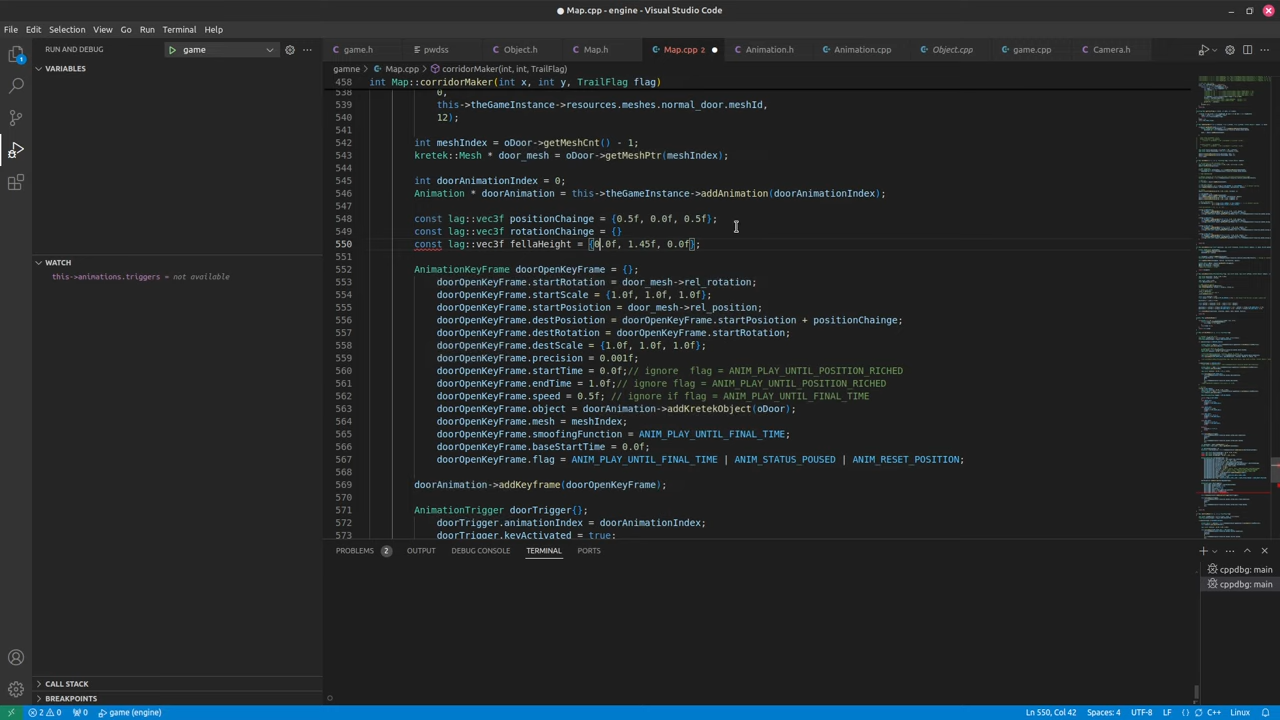 Map.cpp - engine - Visual Studio Code
File Edit Selection View Go Run Terminal Help
RUN AND DEBUG game
game.h pwdss Object.h Map.h Map.cpp 2 Animation.h Animation.cpp Object.cpp game.cpp Camera.h
VARIABLES
gamne > Map.cpp > corridorMaker(int, int, TrailFlag)
458 int Map::corridorMaker(int x, int y, TrailFlag flag)
538 0,
539 this->theGameInstance->resources.meshes.normal_door.meshId,
540 12);
541
542 int meshIndex = oDoor->getMeshCnt() - 1;
543 kretek::Mesh * door_mesh = oDoor->getMeshPtr(meshIndex);
544
545 int doorAnimationIndex = 0;
546 Animation * doorAnimation = this->theGameInstance->addAnimation(doorAnimationIndex);
547
548 const lag::vec3f positionChainge = {0.5f, 0.0f, 0.5f};
549 const lag::vec3f rotationChainge = {}
550 const lag::vec3f halfHeight = {0.0f, 1.45f, 0.0f};
551
WATCH
this->animations.triggers = not available
552 AnimationKeyFrame doorOpenKeyFrame = {};
553 doorOpenKeyFrame.startRotation = door_mesh->rel_rotation;
554 doorOpenKeyFrame.startScale = {1.0f, 1.0f, 1.0f};
555 doorOpenKeyFrame.startPosiotion = door_mesh->rel_position;
556 doorOpenKeyFrame.destPosiotion = doorOpenKeyFrame.startPosiotion + positionChainge;
557 doorOpenKeyFrame.destRotation = doorOpenKeyFrame.startRotation;
558 doorOpenKeyFrame.destScale = {1.0f, 1.0f, 1.0f};
559 doorOpenKeyFrame.precision = 0.001f;
560 doorOpenKeyFrame.startTime = 0.0f;// ignore flag = ANIM_PLAY_UNTIL_POSITION_RICHED
561 doorOpenKeyFrame.endTime = 1.0f;// ignore flag = ANIM_PLAY_UNTIL_POSITION_RICHED
562 doorOpenKeyFrame.speed = 0.5f; // ignore if flag = ANIM_PLAY_UNTIL_FINAL_TIME
563 doorOpenKeyFrame.object = doorAnimation->addKretekObject(oDoor);
564 doorOpenKeyFrame.mesh = meshIndex;
565 doorOpenKeyFrame.smoofingFunction = ANIM_PLAY_UNTIL_FINAL_TIME;
566 doorOpenKeyFrame.easeStartTime = 0.0f;
567 doorOpenKeyFrame.flag = ANIM_PLAY_UNTIL_FINAL_TIME | ANIM_STATE_POUSED | ANIM_RESET_POSITION;
568
569 doorAnimation->addKeyframe(doorOpenKeyFrame);
570
571 AnimationTrigger doorTrigger{};
572 doorTrigger.animationIndex = doorAnimationIndex;
573 doorTrigger.keyActivated = true;
PROBLEMS 2 OUTPUT DEBUG CONSOLE TERMINAL PORTS
cppdbg: main
cppdbg: main
CALL STACK
BREAKPOINTS
2 0 0 game (engine) Ln 550, Col 42 Spaces: 4 UTF-8 LF {} C++ Linux